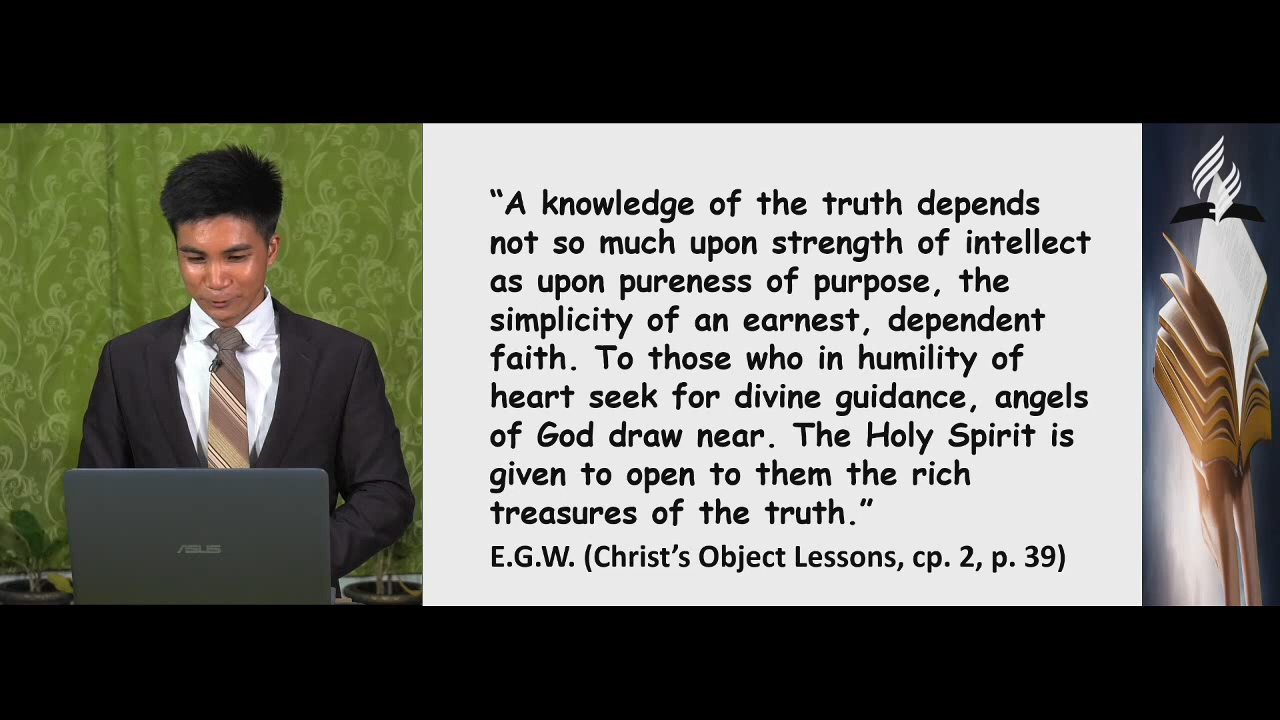 “A knowledge of the truth depends
not so much upon strength of intellect
as upon pureness of purpose, the
simplicity of an earnest, dependent
faith. To those who in humility of
heart seek for divine guidance, angels
of God draw near. The Holy Spirit is
given to open to them the rich
treasures of the truth.”
E.G.W. (Christ’s Object Lessons, cp. 2, p. 39)
ASUS